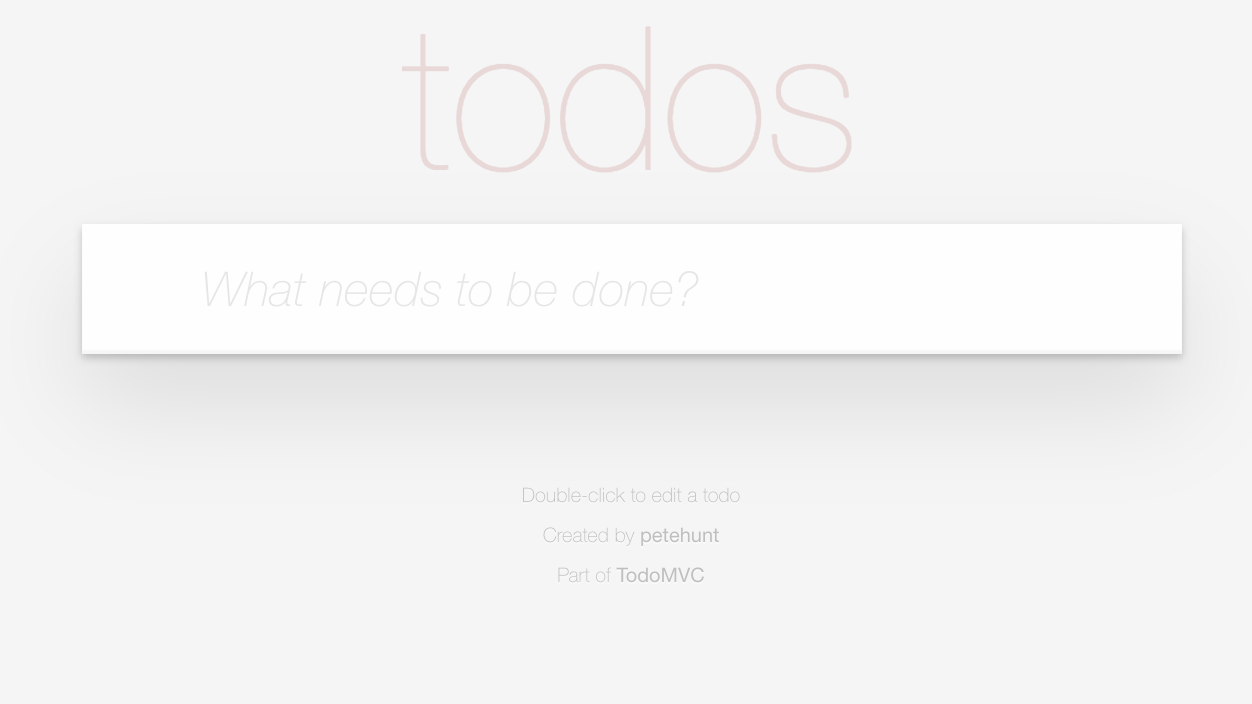 todos
What needs to be done?
Double-click to edit a todo
Created by petehunt
Part of TodoMVC